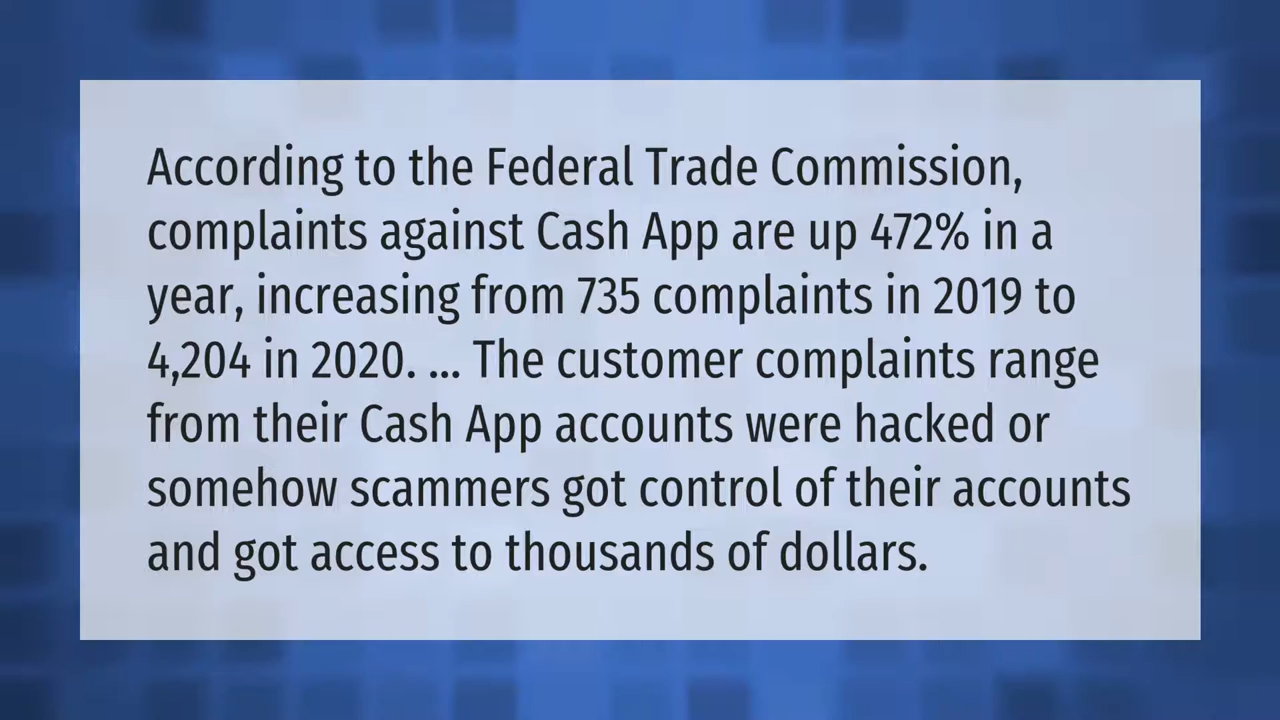 According to the Federal Trade Commission,
complaints against Cash App are up 472% in a
year, increasing from 735 complaints in 2019 to
4,204 in 2020. ... The customer complaints range
from their Cash App accounts were hacked or
somehow scammers got control of their accounts
and got access to thousands of dollars.